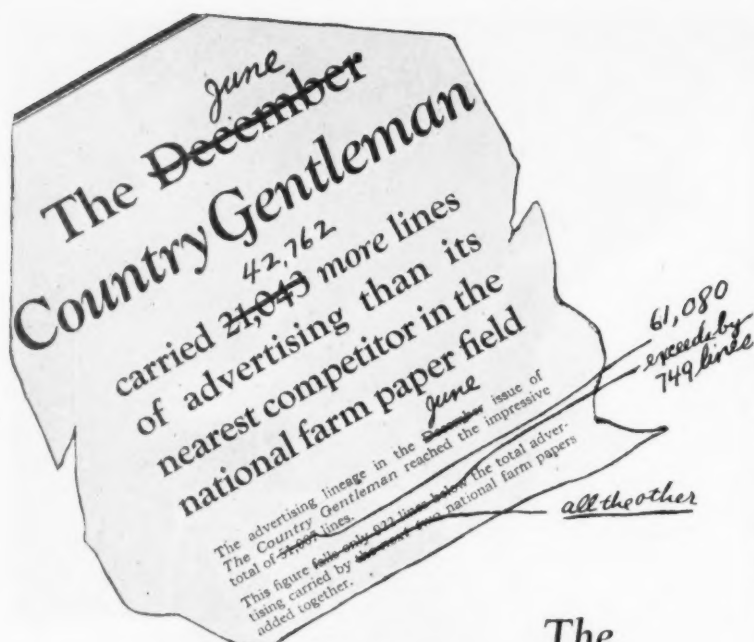 June
The December
Country Gentleman
42,762
carried 21,043 more lines
of advertising than its
nearest competitor in the
national farm paper field
June
The advertising lineage in the December issue of
The Country Gentleman reached the impressive
total of 51,007 lines.
61,080
exceeds by
749 lines
This figure falls only 922 lines below the total adver-
tising carried by the next two national farm papers
added together.
all the other
The